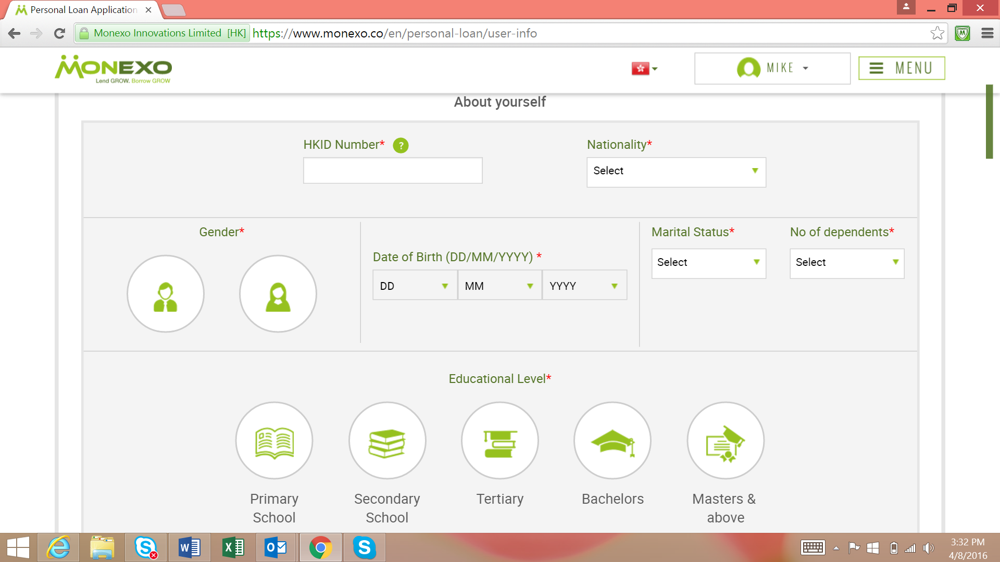 Personal Loan Application
Monexo Innovations Limited [HK] https://www.monexo.co/en/personal-loan/user-info
MONEXO
Lend GROW. Borrow GROW
MIKE
MENU
About yourself
HKID Number* ?
Nationality*
Select
Gender*
Date of Birth (DD/MM/YYYY) *
DD MM YYYY
Marital Status* No of dependents*
Select Select
Educational Level*
Primary School
Secondary School
Tertiary
Bachelors
Masters & above
3:32 PM
4/8/2016